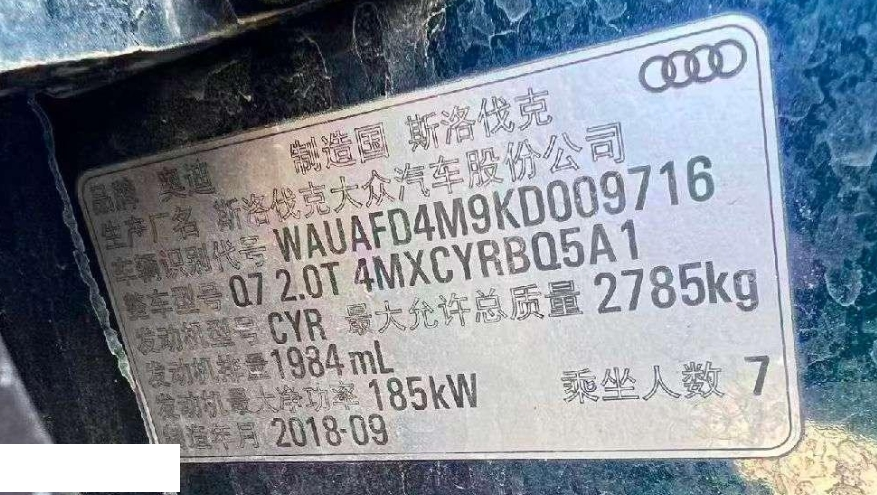 品牌 奥迪 制造国 斯洛伐克
生产厂名 斯洛伐克大众汽车股份公司
车辆识别代号 WAUAFD4M9KD009716
整车型号 Q7 2.0T 4MXCYRBQ5A1
发动机型号 CYR 最大允许总质量 2785kg
发动机排量 1984 mL
发动机最大净功率 185kW 乘坐人数 7
制造年月 2018-09